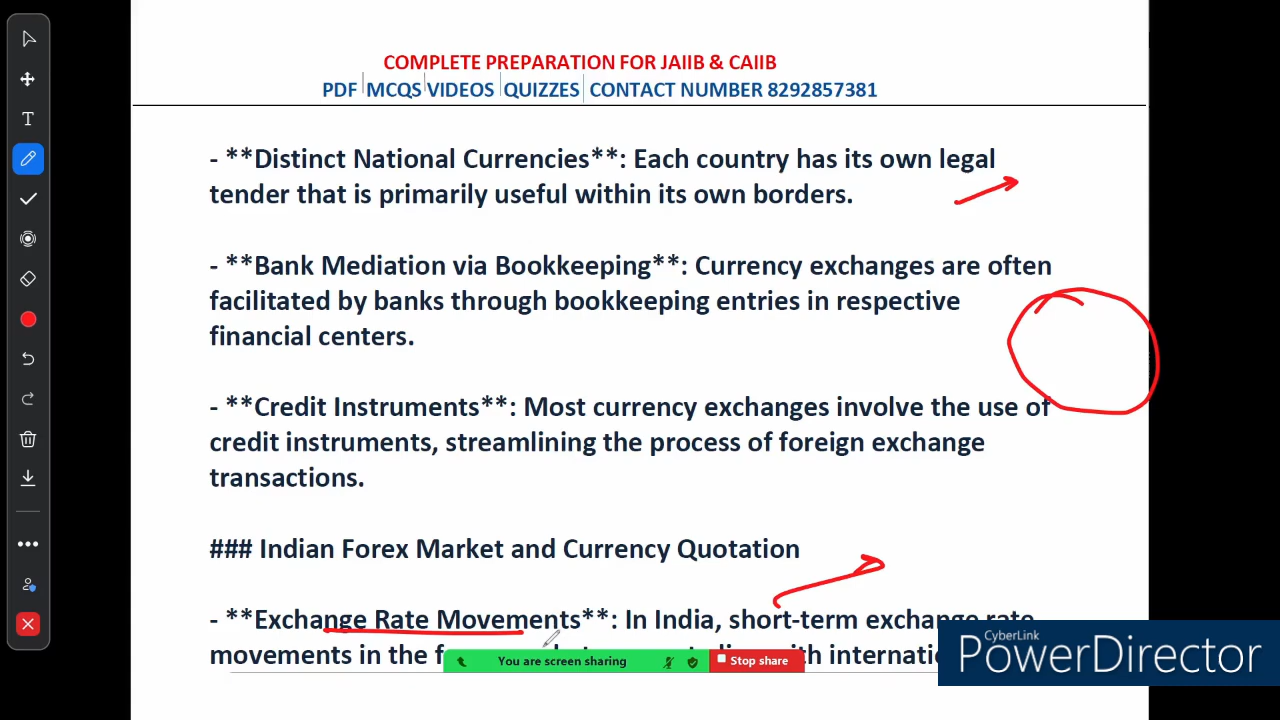 COMPLETE PREPARATION FOR JAIIB & CAIIB
PDF MCQS VIDEOS QUIZZES CONTACT NUMBER 8292857381
- **Distinct National Currencies**: Each country has its own legal
tender that is primarily useful within its own borders.
- **Bank Mediation via Bookkeeping**: Currency exchanges are often
facilitated by banks through bookkeeping entries in respective
financial centers.
- **Credit Instruments**: Most currency exchanges involve the use of
credit instruments, streamlining the process of foreign exchange
transactions.
### Indian Forex Market and Currency Quotation
- **Exchange Rate Movements**: In India, short-term exchange rate
movements in the
You are screen sharing
Stop share
CyberLink
PowerDirector
T